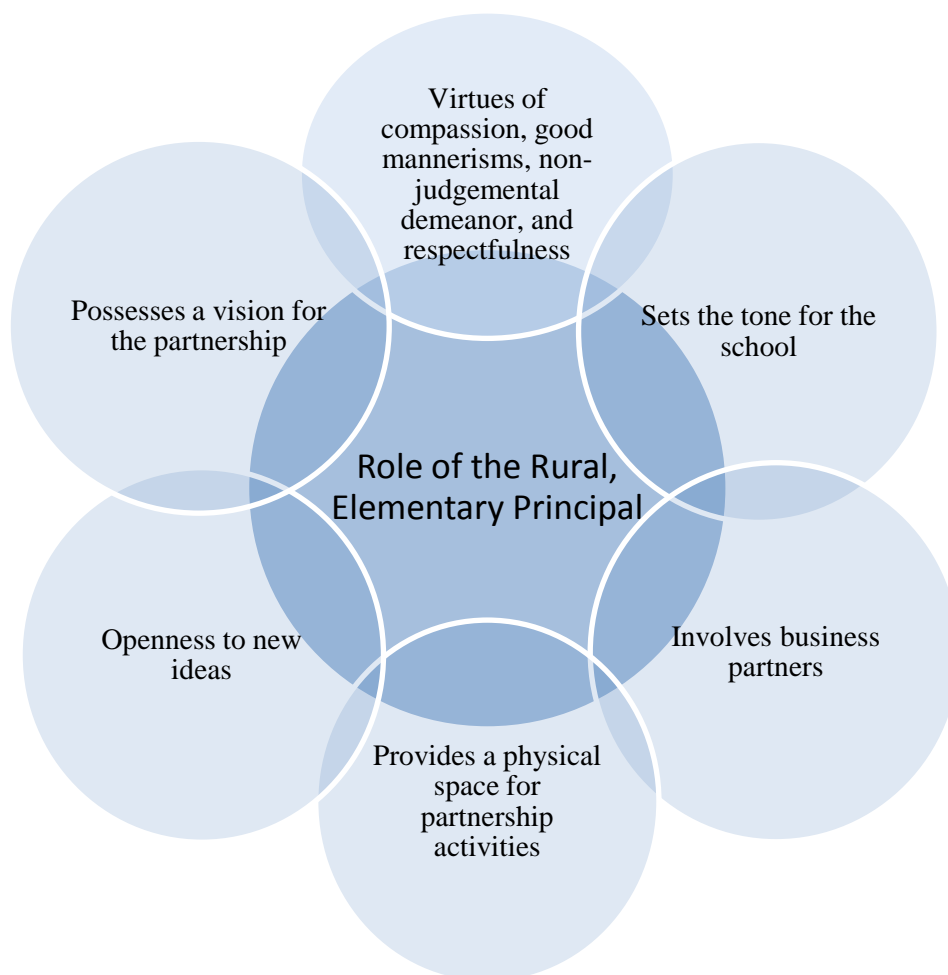 Virtues of
compassion, good
mannerisms, non-
judgemental
demeanor, and
respectfulness
Possesses a vision for
the partnership
Sets the tone for the
school
Role of the Rural,
Elementary Principal
Openness to new
ideas
Involves business
partners
Provides a physical
space for
partnership
activities